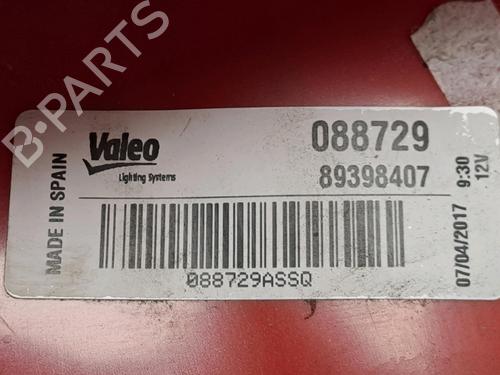 B-PARTS
MADE IN SPAIN
Valeo
Lighting Systems
088729
89398407
088729ASSQ
07/04/2017 9:30
12V